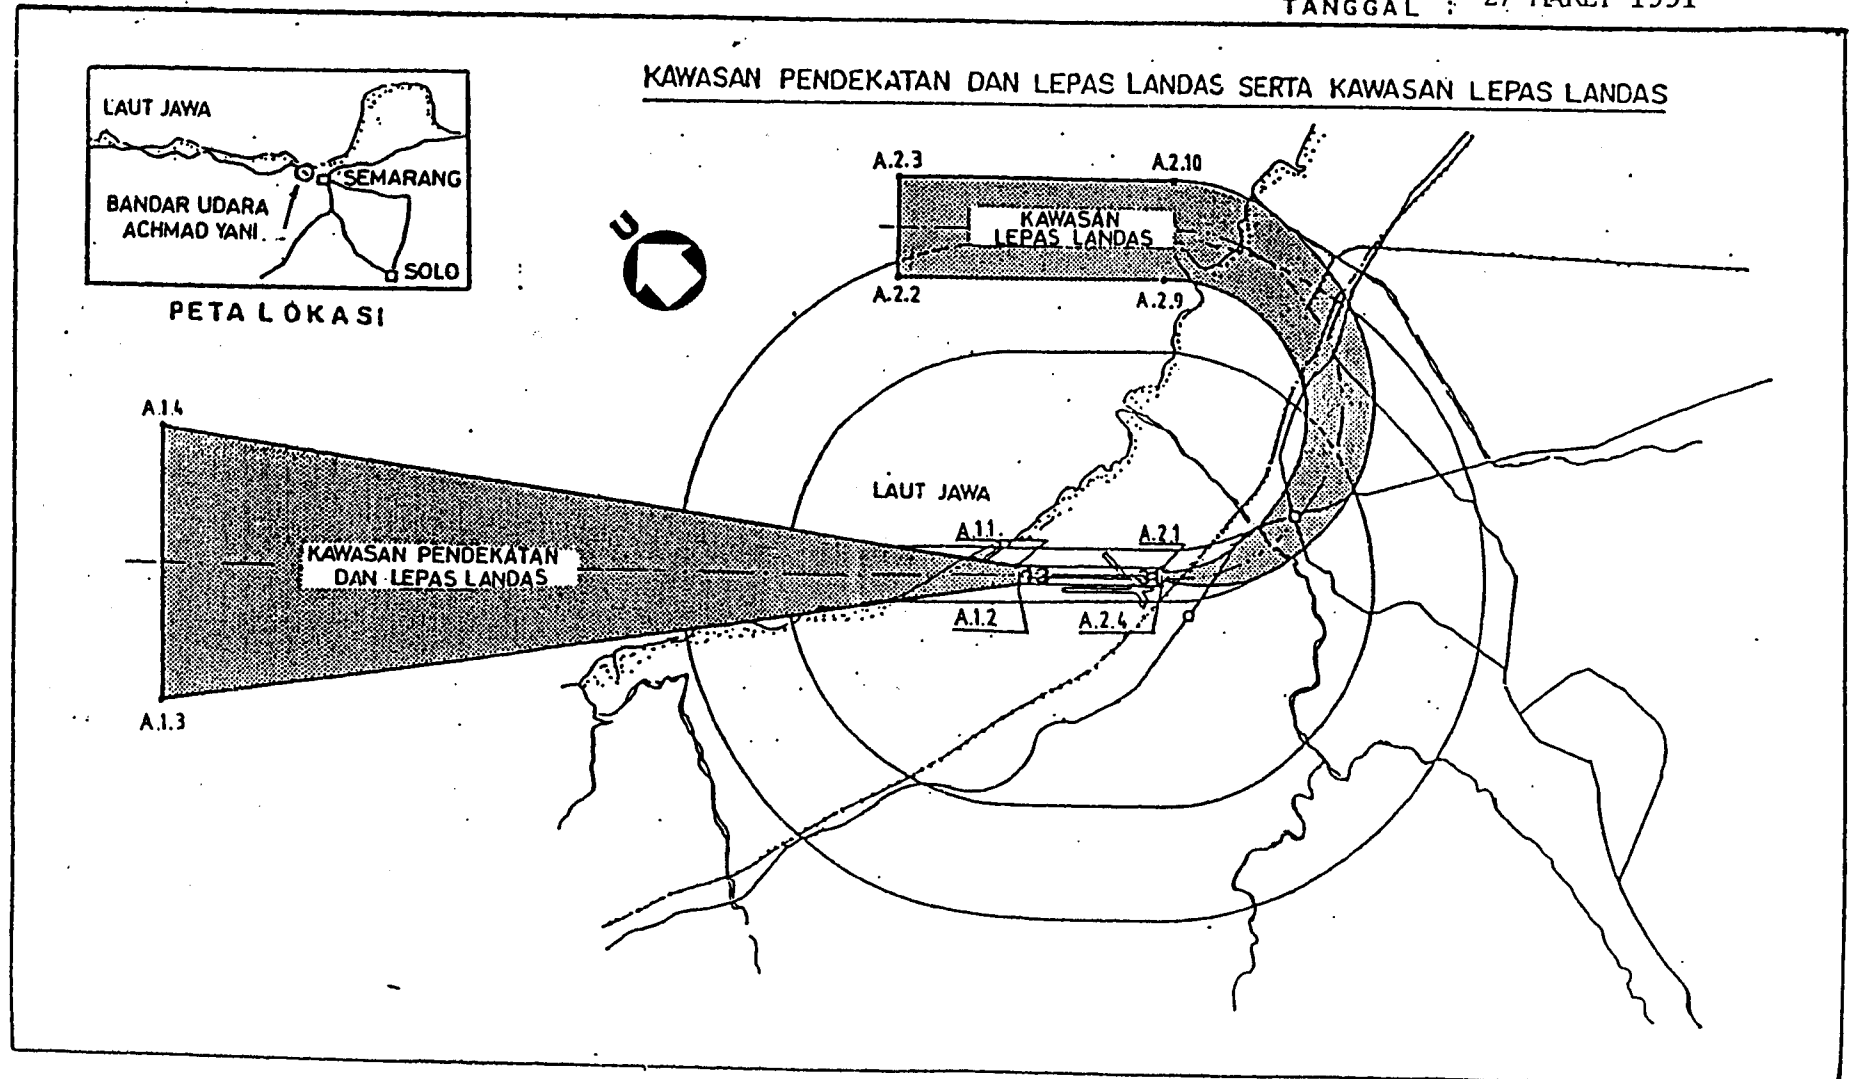 TANGGAL : 27 MARET 1991
KAWASAN PENDEKATAN DAN LEPAS LANDAS SERTA KAWASAN LEPAS LANDAS
LAUT JAWA
SEMARANG
BANDAR UDARA
ACHMAD YANI
SOLO
PETA LOKASI
U
A.2.3
A.2.10
KAWASAN
LEPAS LANDAS
A.2.2
A.2.9
A.1.4
LAUT JAWA
A.1.1.
A.2.1
KAWASAN PENDEKATAN
DAN LEPAS LANDAS
13
31
A.1.2
A.2.4
A.1.3